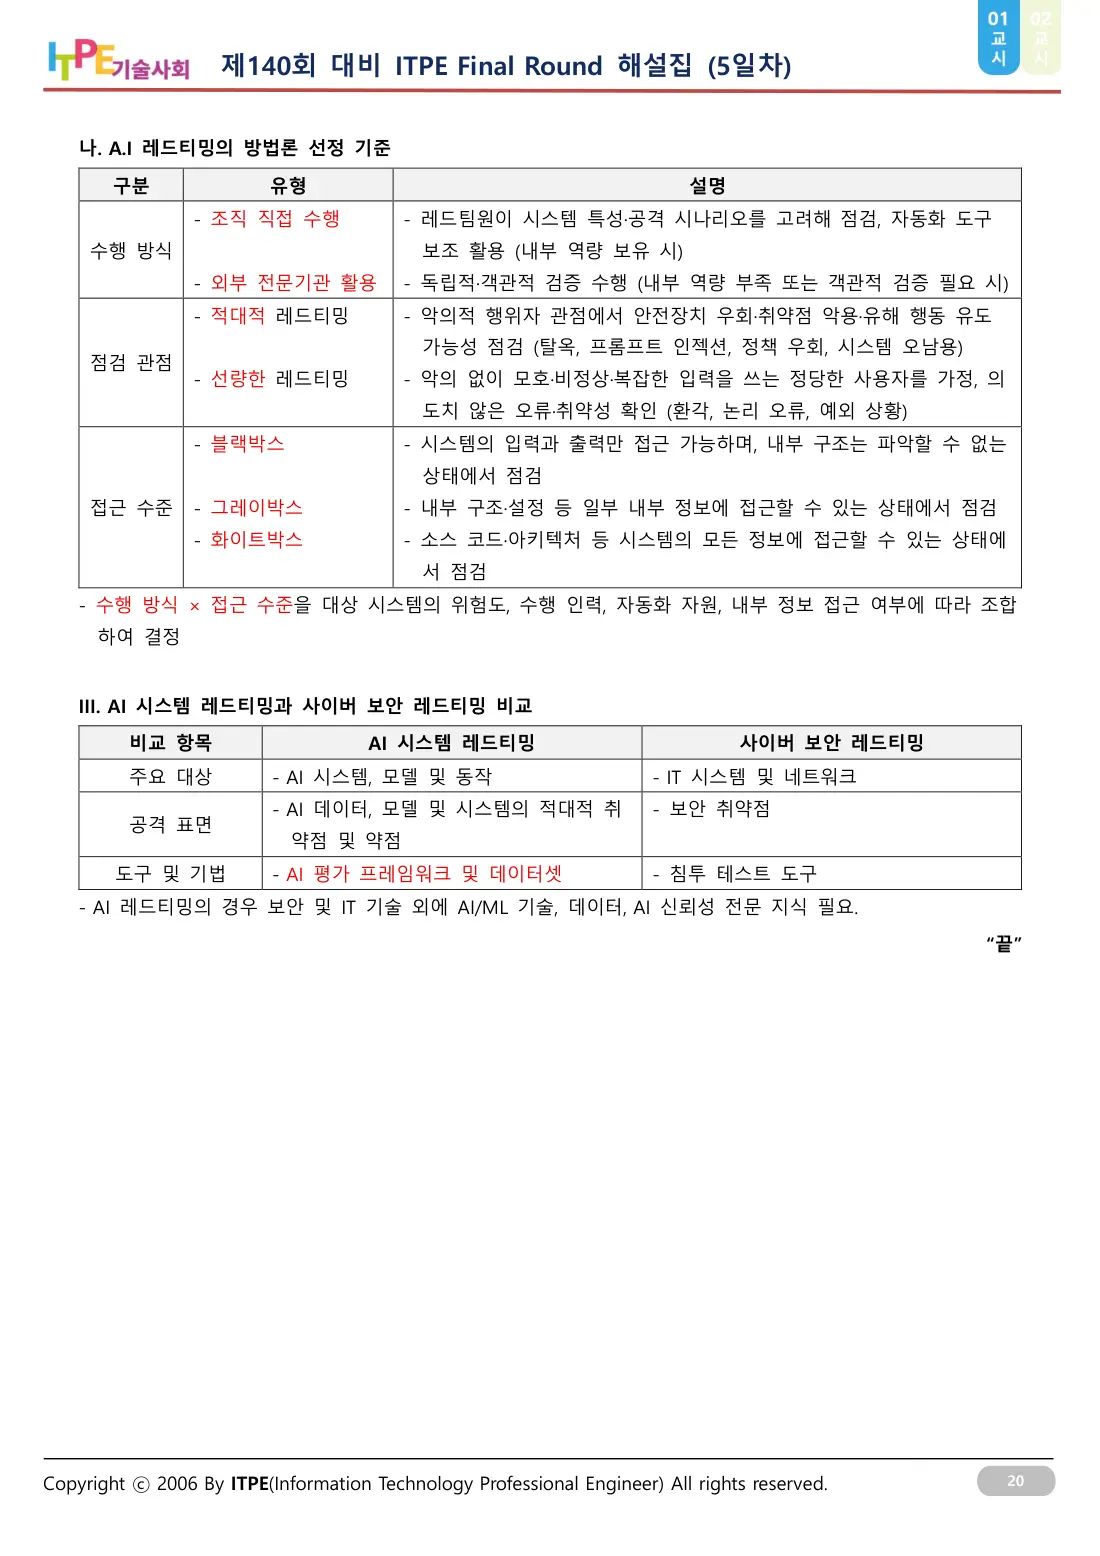 ITPE기술사회 제140회 대비 ITPE Final Round 해설집 (5일차)
01 교 시
02 교 시
나. A.I 레드티밍의 방법론 선정 기준
구분 유형 설명
수행 방식
- 조직 직접 수행
- 레드팀원이 시스템 특성·공격 시나리오를 고려해 점검, 자동화 도구
보조 활용 (내부 역량 보유 시)
- 외부 전문기관 활용
- 독립적·객관적 검증 수행 (내부 역량 부족 또는 객관적 검증 필요 시)
점검 관점
- 적대적 레드티밍
- 악의적 행위자 관점에서 안전장치 우회·취약점 악용·유해 행동 유도
가능성 점검 (탈옥, 프롬프트 인젝션, 정책 우회, 시스템 오남용)
- 선량한 레드티밍
- 악의 없이 모호·비정상·복잡한 입력을 쓰는 정당한 사용자를 가정, 의
도치 않은 오류·취약성 확인 (환각, 논리 오류, 예외 상황)
접근 수준
- 블랙박스
- 시스템의 입력과 출력만 접근 가능하며, 내부 구조는 파악할 수 없는
상태에서 점검
- 그레이박스
- 내부 구조·설정 등 일부 내부 정보에 접근할 수 있는 상태에서 점검
- 화이트박스
- 소스 코드·아키텍처 등 시스템의 모든 정보에 접근할 수 있는 상태에
서 점검
- 수행 방식 × 접근 수준을 대상 시스템의 위험도, 수행 인력, 자동화 자원, 내부 정보 접근 여부에 따라 조합
하여 결정
III. AI 시스템 레드티밍과 사이버 보안 레드티밍 비교
비교 항목 AI 시스템 레드티밍 사이버 보안 레드티밍
주요 대상 - AI 시스템, 모델 및 동작 - IT 시스템 및 네트워크
공격 표면
- AI 데이터, 모델 및 시스템의 적대적 취
약점 및 약점
- 보안 취약점
도구 및 기법 - AI 평가 프레임워크 및 데이터셋 - 침투 테스트 도구
- AI 레드티밍의 경우 보안 및 IT 기술 외에 AI/ML 기술, 데이터, AI 신뢰성 전문 지식 필요.
“끝”
Copyright ⓒ 2006 By ITPE(Information Technology Professional Engineer) All rights reserved.
20